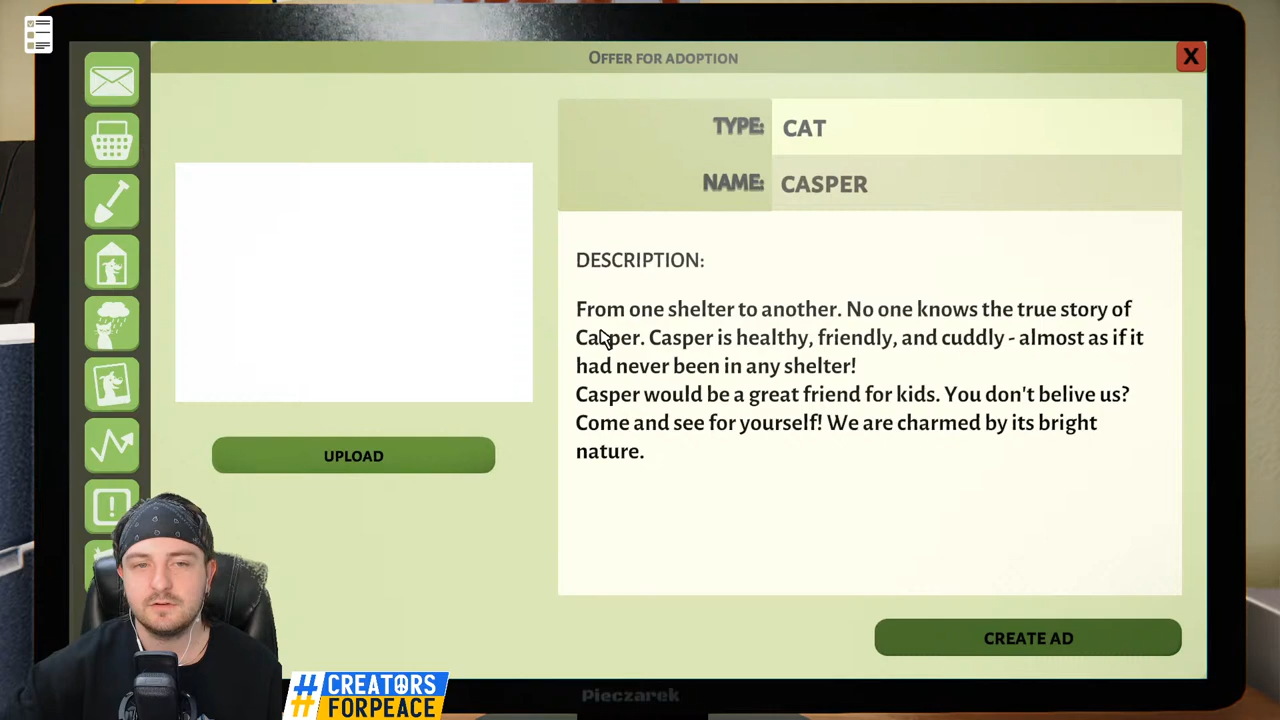 OFFER FOR ADOPTION
X
TYPE: CAT
NAME: CASPER
DESCRIPTION:
From one shelter to another. No one knows the true story of
Casper. Casper is healthy, friendly, and cuddly - almost as if it
had never been in any shelter!
Casper would be a great friend for kids. You don't belive us?
Come and see for yourself! We are charmed by its bright
nature.
UPLOAD
CREATE AD
#CREATORS
#FORPEACE
Pieczarek